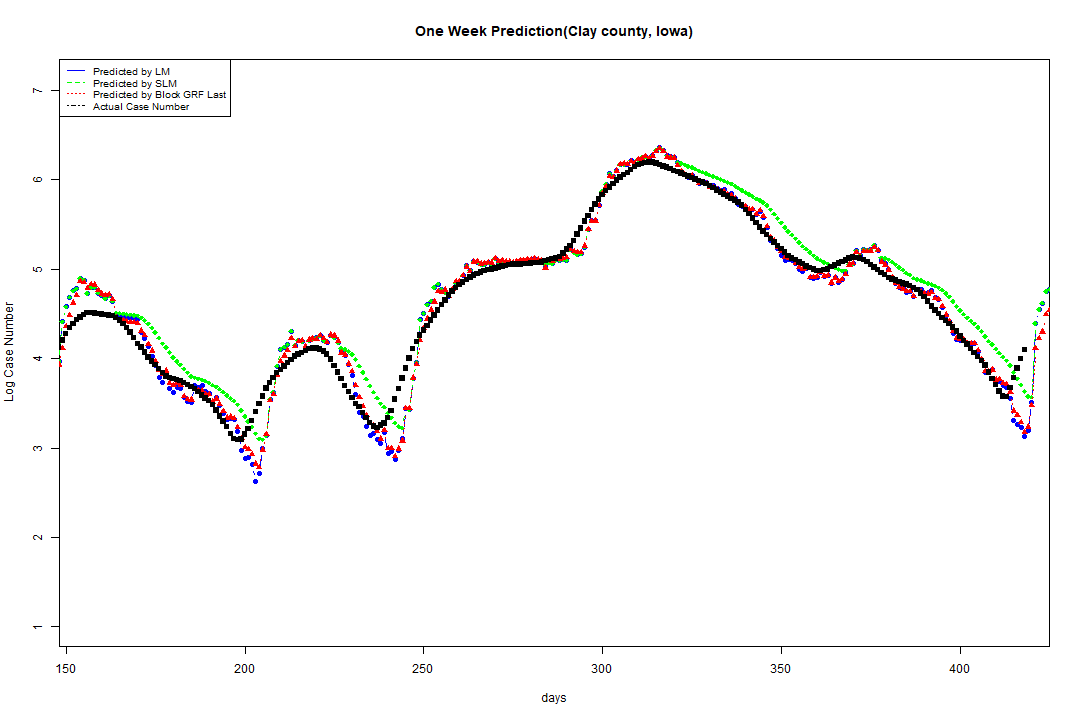 One Week Prediction(Clay county, Iowa)
Predicted by LM
Predicted by SLM
Predicted by Block GRF Last
Actual Case Number
7
6
5
4
3
2
1
Log Case Number
150 200 250 300 350 400
days